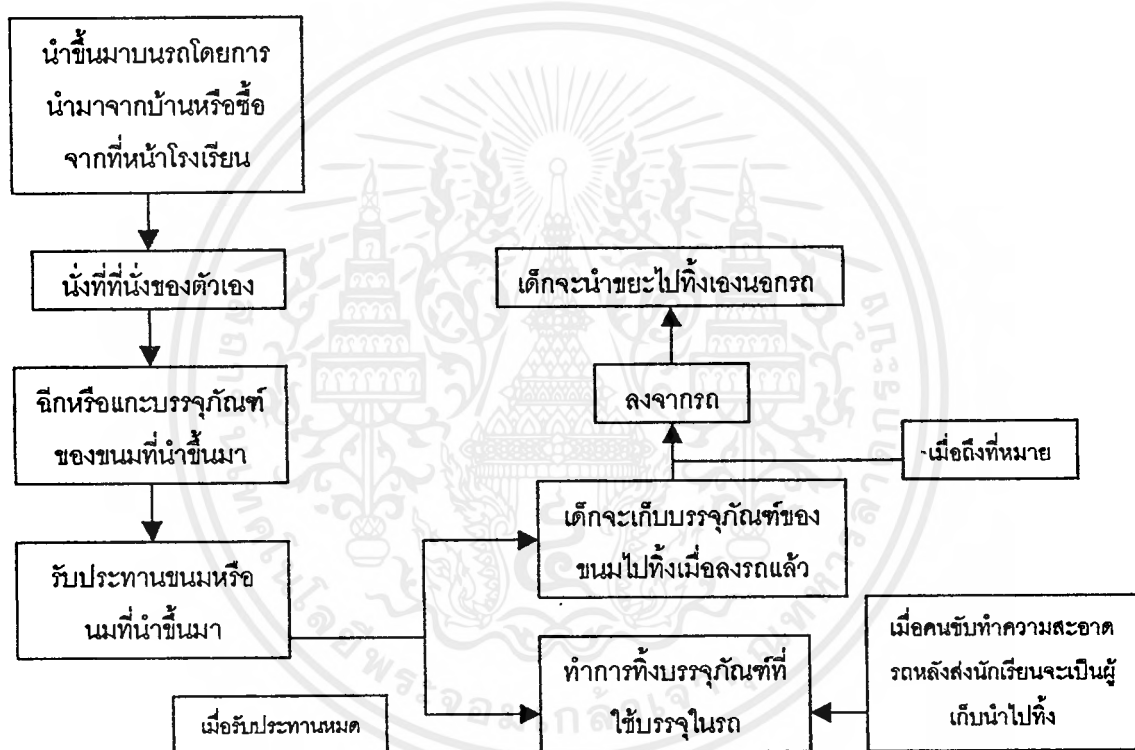 นำขึ้นมาบนรถโดยการ
นำมาจากบ้านหรือซื้อ
จากที่หน้าโรงเรียน
นั่งที่ที่นั่งของตัวเอง
ฉีกหรือแกะบรรจุภัณฑ์
ของขนมที่นำขึ้นมา
รับประทานขนมหรือ
นมที่นำขึ้นมา
เมื่อรับประทานหมด
เด็กจะนำขยะไปทิ้งเองนอกรถ
ลงจากรถ
เมื่อถึงที่หมาย
เด็กจะเก็บบรรจุภัณฑ์ของ
ขนมไปทิ้งเมื่อลงรถแล้ว
ทำการทิ้งบรรจุภัณฑ์ที่
ใช้บรรจุในรถ
เมื่อคนขับทำความสะอาด
รถหลังส่งนักเรียนจะเป็นผู้
เก็บนำไปทิ้ง